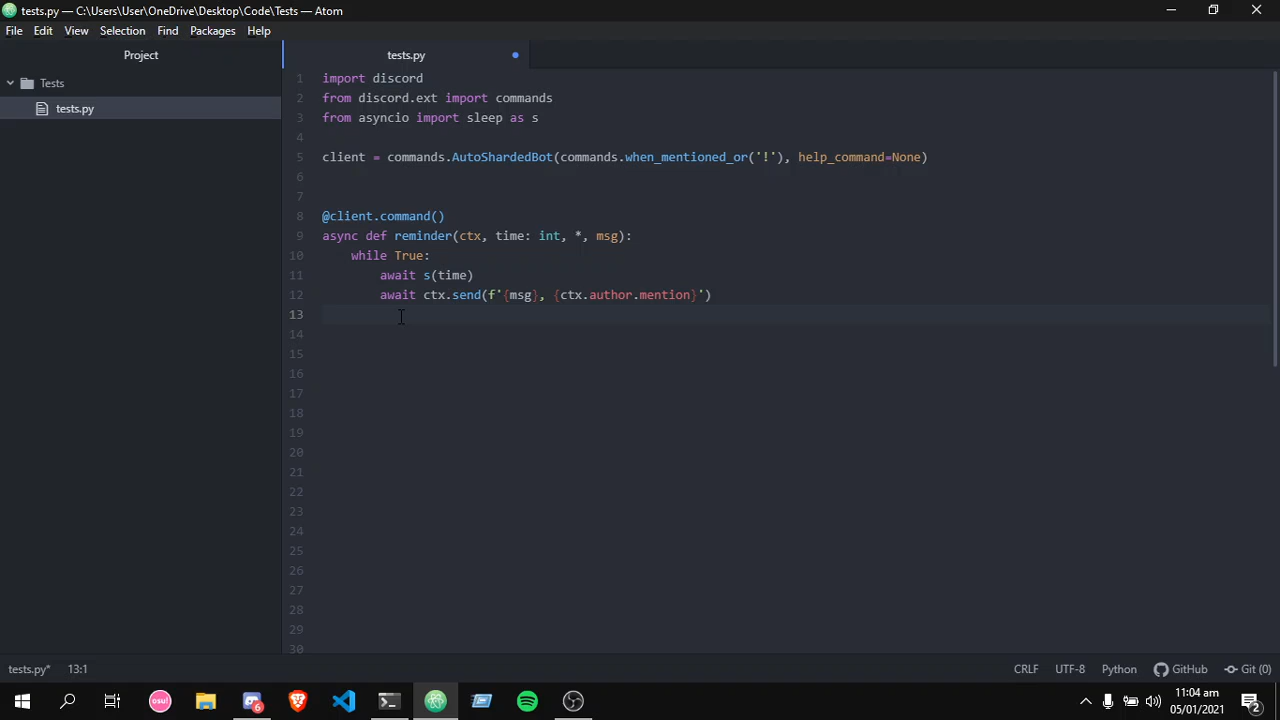 tests.py — C:\Users\User\OneDrive\Desktop\Code\Tests — Atom
File Edit View Selection Find Packages Help
Project
tests.py
Tests
tests.py
1 import discord
2 from discord.ext import commands
3 from asyncio import sleep as s
4
5 client = commands.AutoShardedBot(commands.when_mentioned_or('!'), help_command=None)
6
7
8 @client.command()
9 async def reminder(ctx, time: int, *, msg):
10 while True:
11 await s(time)
12 await ctx.send(f'{msg}, {ctx.author.mention}')
13
14
15
16
17
18
19
20
21
22
23
24
25
26
27
28
29
30
tests.py* 13:1 CRLF UTF-8 Python GitHub Git (0)
osu! 6 11:04 am
05/01/2021 2